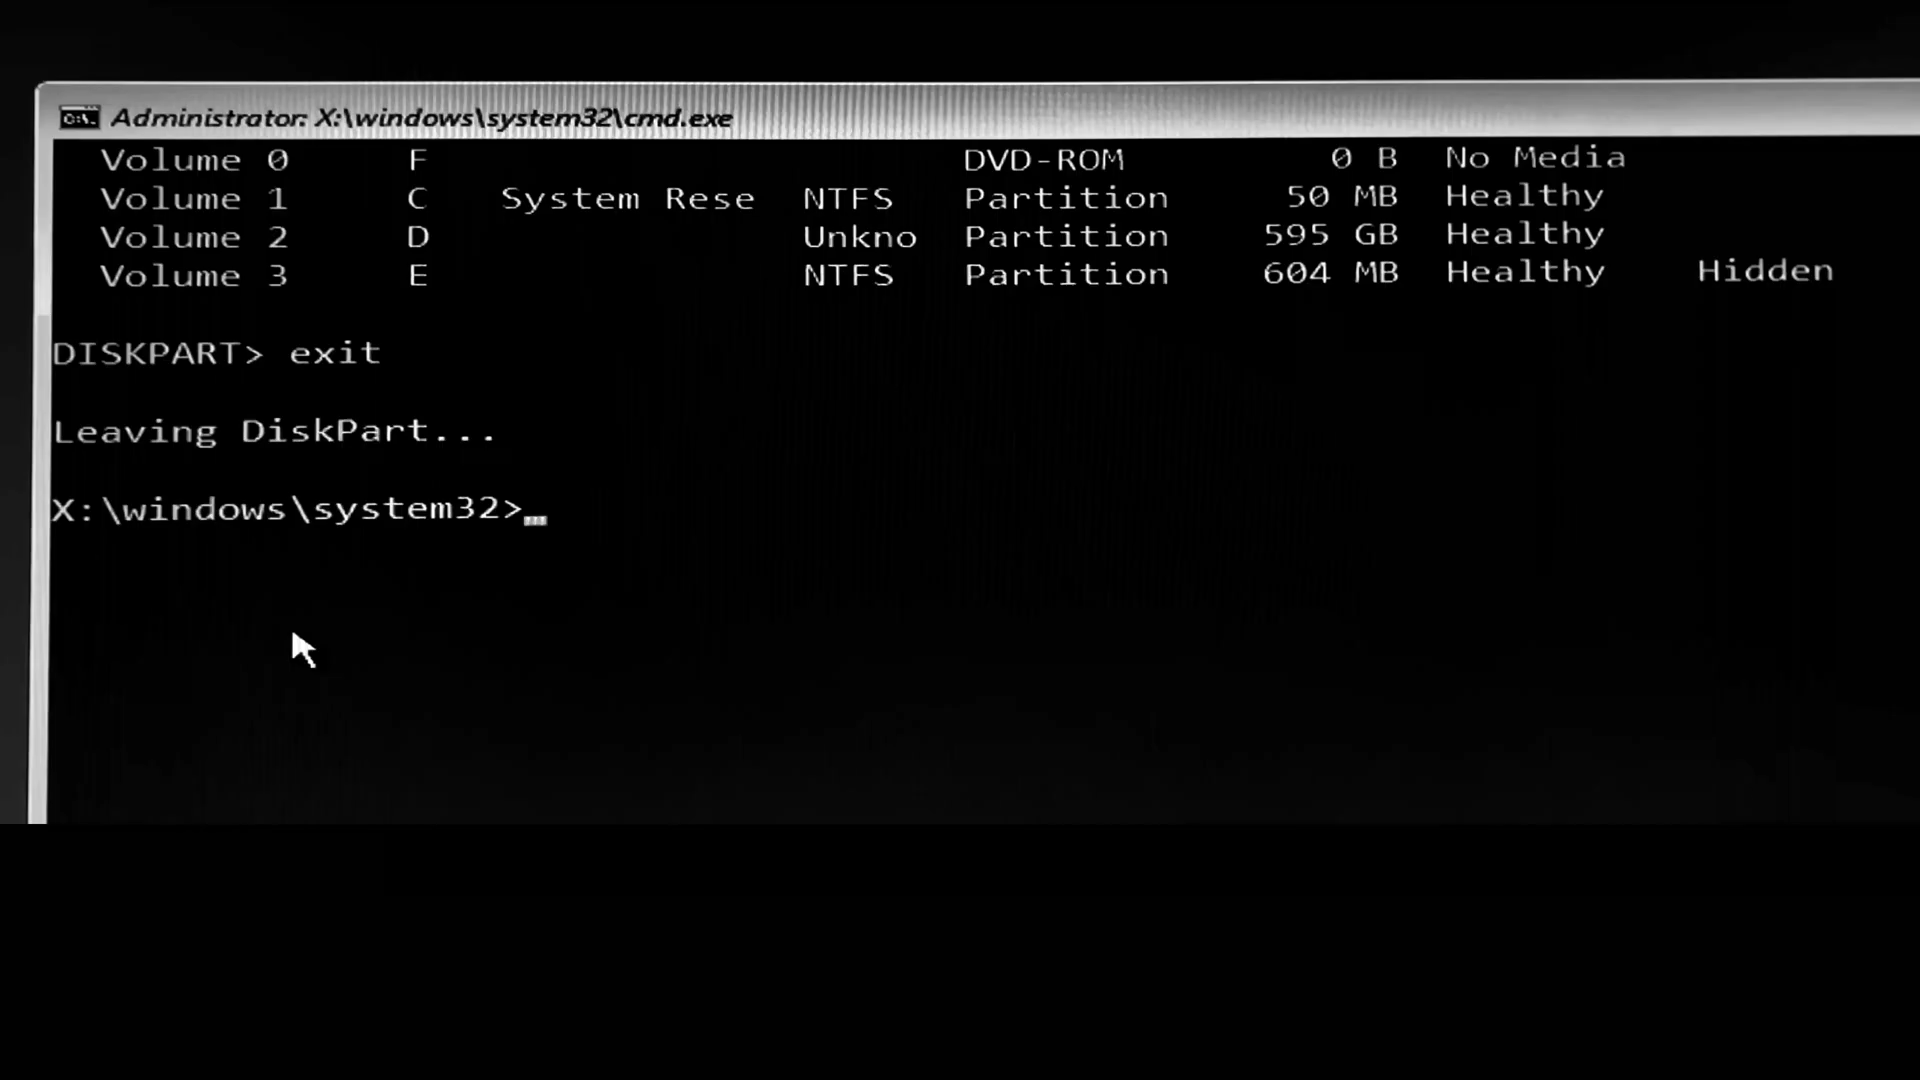 Administrator: X:\windows\system32\cmd.exe
Volume 0 F DVD-ROM 0 B No Media
Volume 1 C System Rese NTFS Partition 50 MB Healthy
Volume 2 D Unkno Partition 595 GB Healthy
Volume 3 E NTFS Partition 604 MB Healthy Hidden
DISKPART> exit
Leaving DiskPart...
X:\windows\system32>